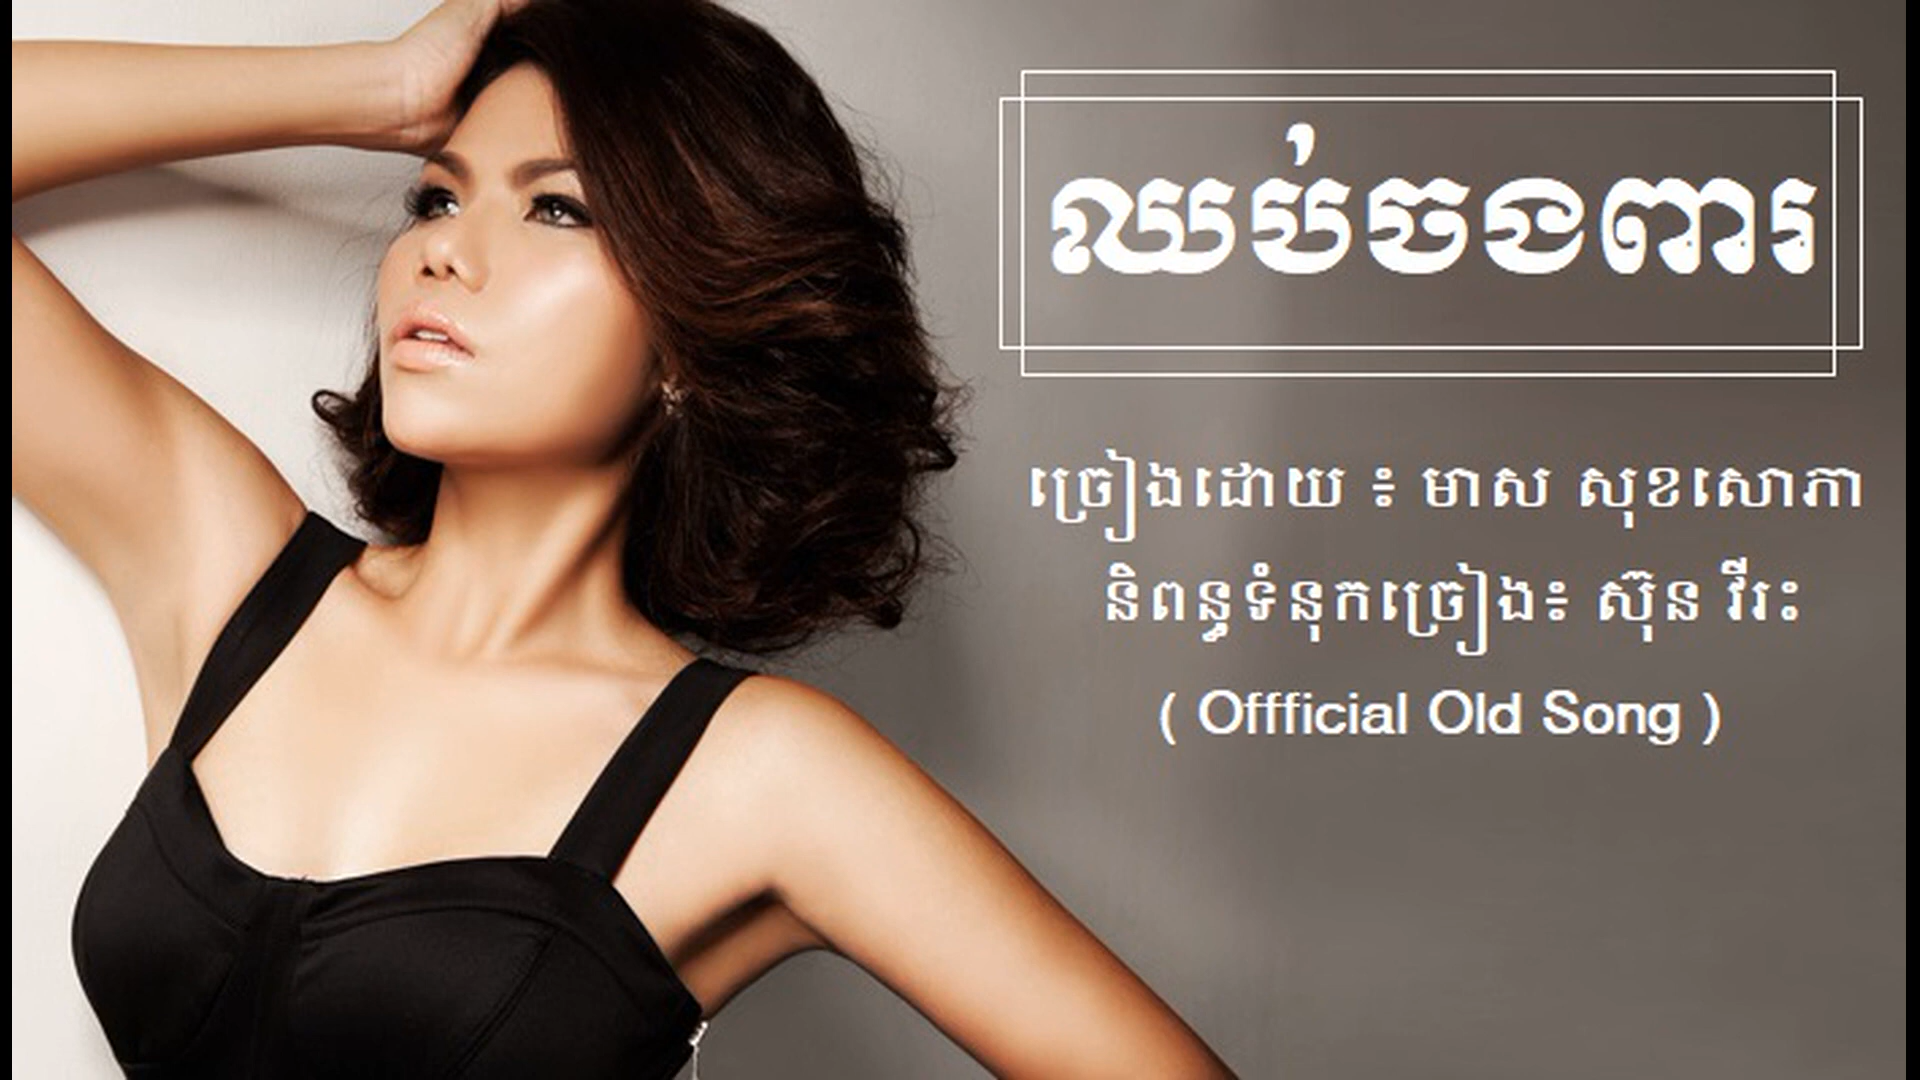 ឈប់ចងពារ
ច្រៀងដោយ ៖ មាស សុខសោភា
និពន្ធទំនុកច្រៀង៖ ស៊ុន វីរះ
( Offficial Old Song )